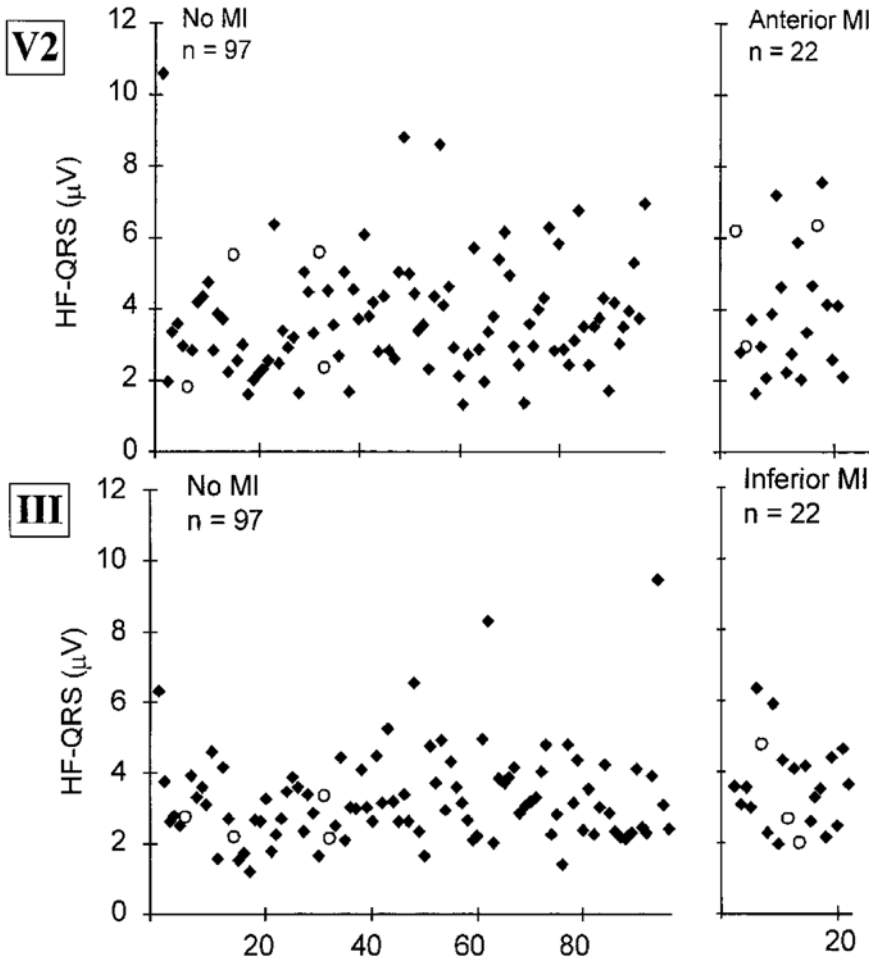 V2
No MI
n = 97
Anterior MI
n = 22
HF-QRS (µV)
12
10
8
6
4
2
0
III
No MI
n = 97
Inferior MI
n = 22
HF-QRS (µV)
12
10
8
6
4
2
0
20
40
60
80
20